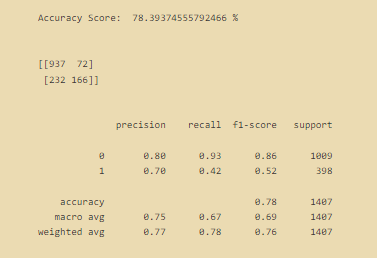 Accuracy Score:  78.39374555792466 %
[[937  72]
 [232 166]]
              precision    recall  f1-score   support
           0       0.80      0.93      0.86      1009
           1       0.70      0.42      0.52       398
    accuracy                           0.78      1407
   macro avg       0.75      0.67      0.69      1407
weighted avg       0.77      0.78      0.76      1407